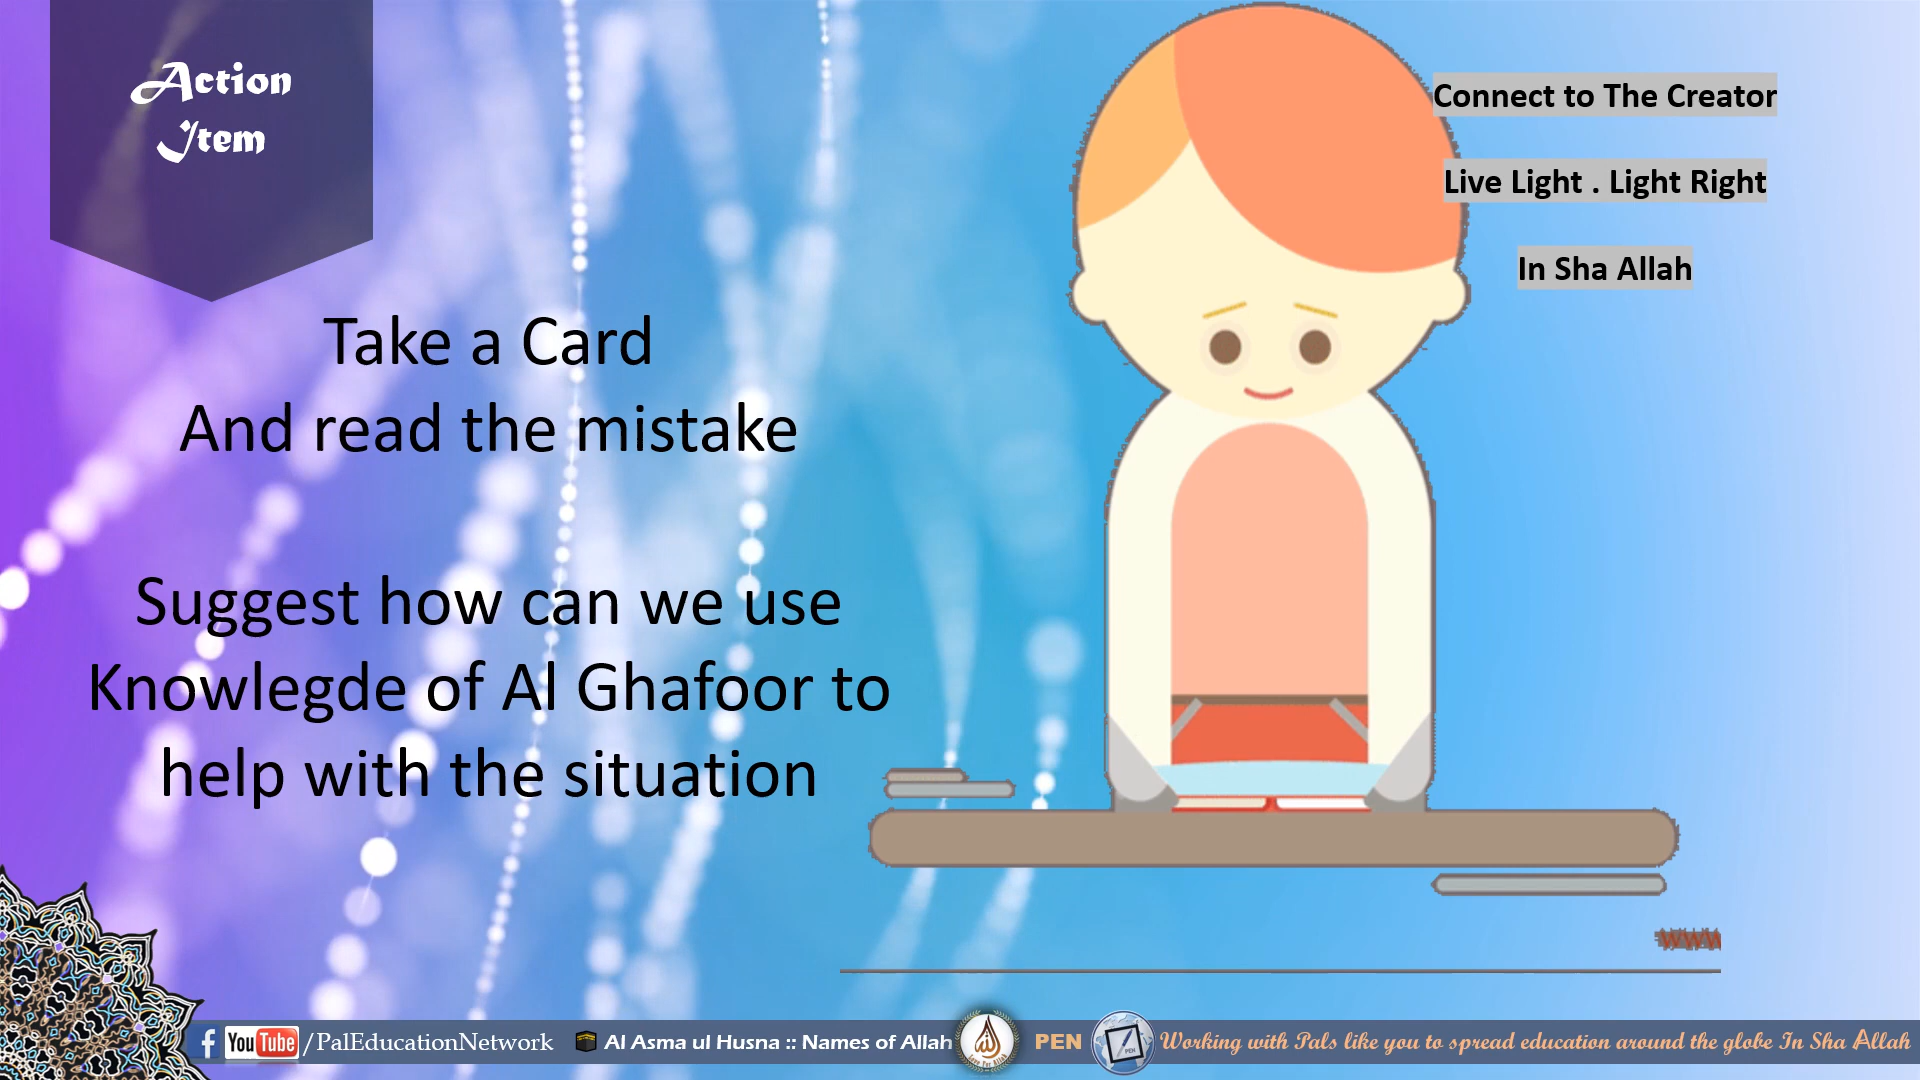 Action
Item
Connect to The Creator
Live Light . Light Right
In Sha Allah
Take a Card
And read the mistake
Suggest how can we use
Knowlegde of Al Ghafoor to
help with the situation
www
f YouTube /PalEducationNetwork Al Asma ul Husna :: Names of Allah PEN Working with Pals like you to spread education around the globe In Sha Allah